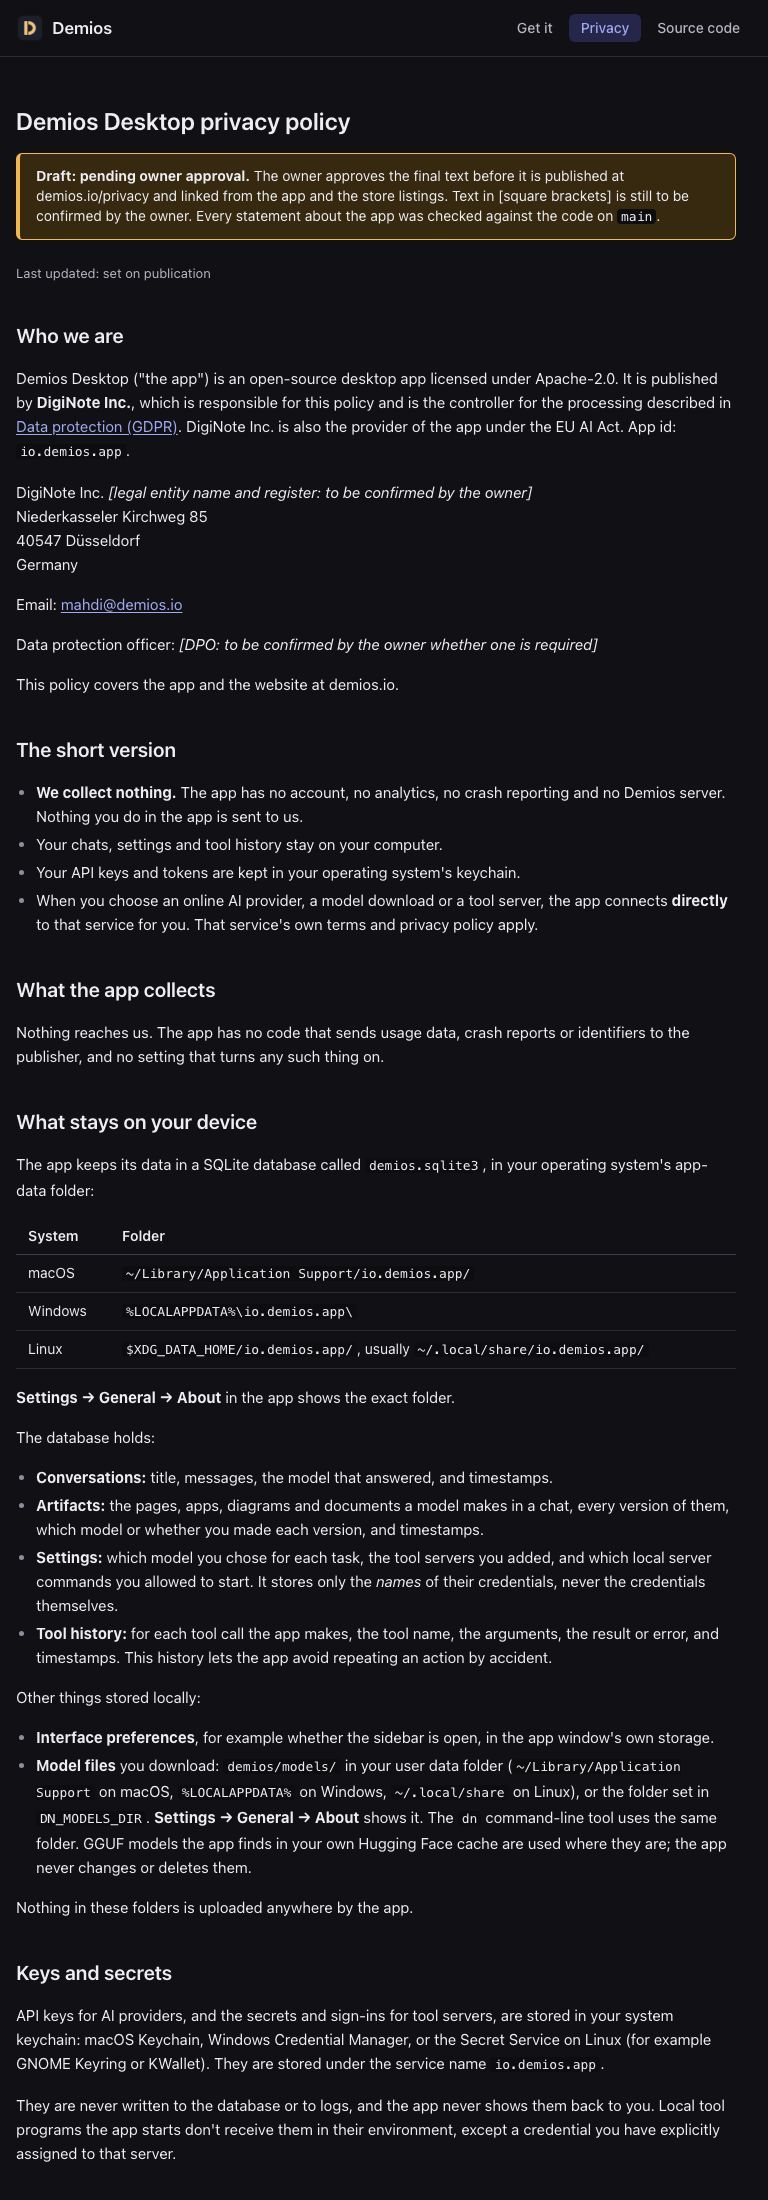 Demios
Get it
Privacy
Source code
Demios Desktop privacy policy
Draft: pending owner approval. The owner approves the final text before it is published at
demios.io/privacy and linked from the app and the store listings. Text in [square brackets] is still to be
confirmed by the owner. Every statement about the app was checked against the code on main.
Last updated: set on publication
Who we are
Demios Desktop ("the app") is an open-source desktop app licensed under Apache-2.0. It is published
by DigiNote Inc., which is responsible for this policy and is the controller for the processing described in
Data protection (GDPR). DigiNote Inc. is also the provider of the app under the EU AI Act. App id:
io.demios.app.
DigiNote Inc. [legal entity name and register: to be confirmed by the owner]
Niederkasseler Kirchweg 85
40547 Düsseldorf
Germany
Email: mahdi@demios.io
Data protection officer: [DPO: to be confirmed by the owner whether one is required]
This policy covers the app and the website at demios.io.
The short version
• We collect nothing. The app has no account, no analytics, no crash reporting and no Demios server.
Nothing you do in the app is sent to us.
• Your chats, settings and tool history stay on your computer.
• Your API keys and tokens are kept in your operating system's keychain.
• When you choose an online AI provider, a model download or a tool server, the app connects directly
to that service for you. That service's own terms and privacy policy apply.
What the app collects
Nothing reaches us. The app has no code that sends usage data, crash reports or identifiers to the
publisher, and no setting that turns any such thing on.
What stays on your device
The app keeps its data in a SQLite database called demios.sqlite3, in your operating system's app-
data folder:
System Folder
macOS ~/Library/Application Support/io.demios.app/
Windows %LOCALAPPDATA%\io.demios.app\
Linux $XDG_DATA_HOME/io.demios.app/, usually ~/.local/share/io.demios.app/
Settings → General → About in the app shows the exact folder.
The database holds:
• Conversations: title, messages, the model that answered, and timestamps.
• Artifacts: the pages, apps, diagrams and documents a model makes in a chat, every version of them,
which model or whether you made each version, and timestamps.
• Settings: which model you chose for each task, the tool servers you added, and which local server
commands you allowed to start. It stores only the names of their credentials, never the credentials
themselves.
• Tool history: for each tool call the app makes, the tool name, the arguments, the result or error, and
timestamps. This history lets the app avoid repeating an action by accident.
Other things stored locally:
• Interface preferences, for example whether the sidebar is open, in the app window's own storage.
• Model files you download: demios/models/ in your user data folder (~/Library/Application
Support on macOS, %LOCALAPPDATA% on Windows, ~/.local/share on Linux), or the folder set in
DN_MODELS_DIR. Settings → General → About shows it. The dn command-line tool uses the same
folder. GGUF models the app finds in your own Hugging Face cache are used where they are; the app
never changes or deletes them.
Nothing in these folders is uploaded anywhere by the app.
Keys and secrets
API keys for AI providers, and the secrets and sign-ins for tool servers, are stored in your system
keychain: macOS Keychain, Windows Credential Manager, or the Secret Service on Linux (for example
GNOME Keyring or KWallet). They are stored under the service name io.demios.app.
They are never written to the database or to logs, and the app never shows them back to you. Local tool
programs the app starts don't receive them in their environment, except a credential you have explicitly
assigned to that server.